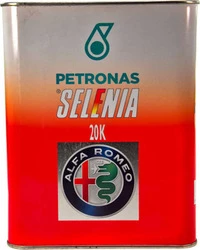 PETRONAS
SELENIA
20K
ALFA ROMEO